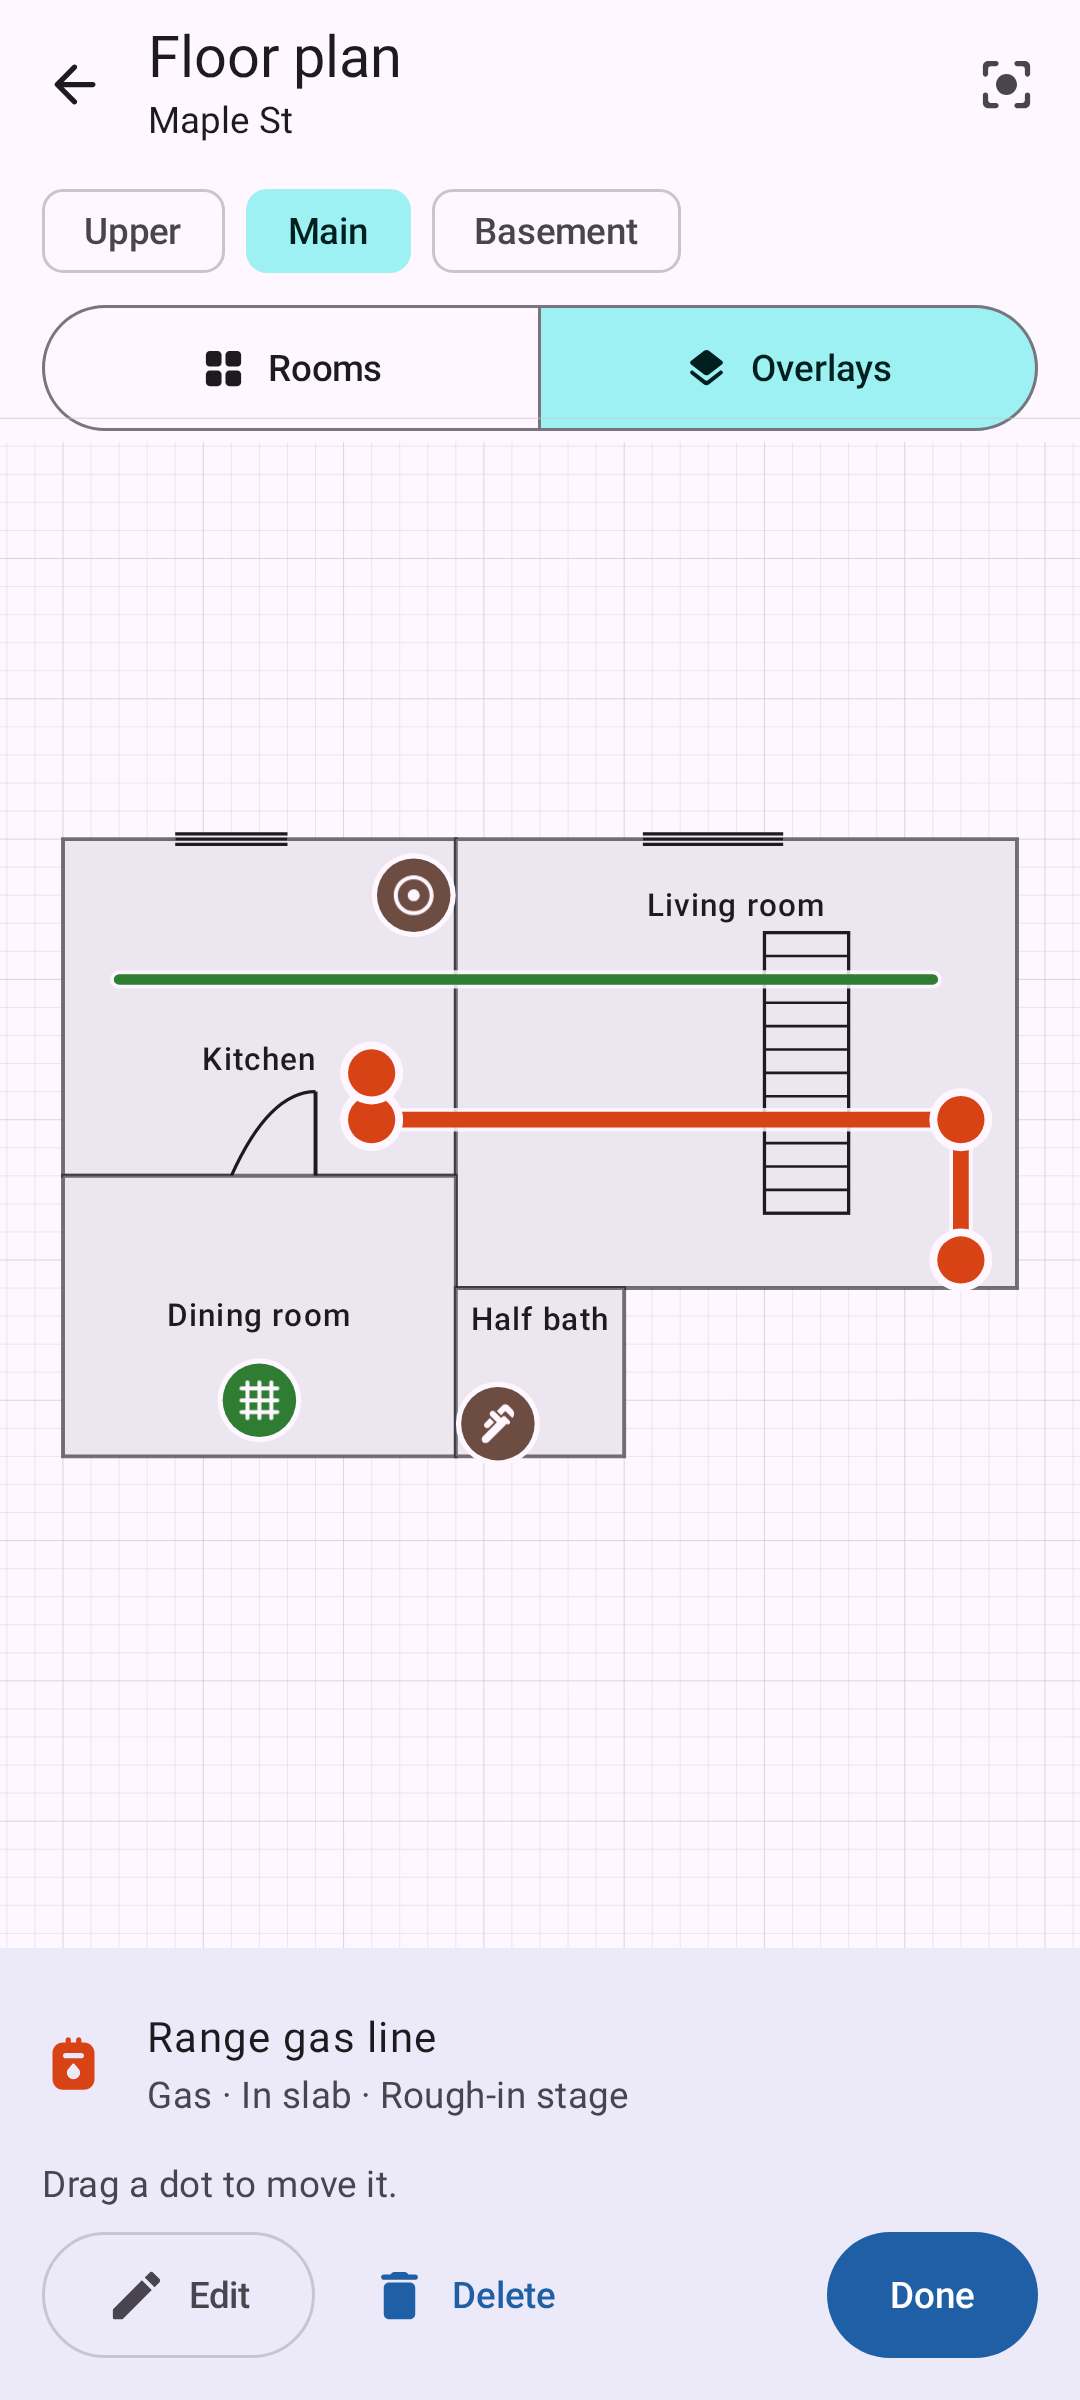 Floor plan
Maple St
Upper
Main
Basement
Rooms
Overlays
Living room
Kitchen
Dining room
Half bath
Range gas line
Gas · In slab · Rough-in stage
Drag a dot to move it.
Edit
Delete
Done